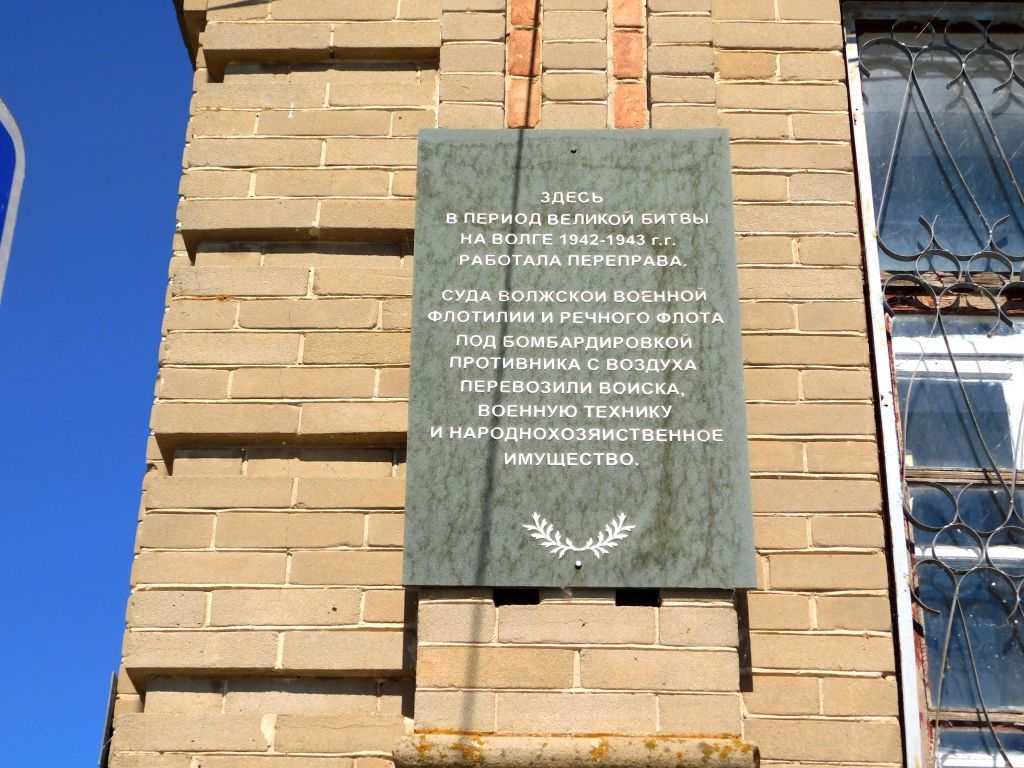 ЗДЕСЬ
В ПЕРИОД ВЕЛИКОЙ БИТВЫ
НА ВОЛГЕ 1942-1943 г.г.
РАБОТАЛА ПЕРЕПРАВА.
СУДА ВОЛЖСКОИ ВОЕННОЙ
ФЛОТИЛИИ И РЕЧНОГО ФЛОТА
ПОД БОМБАРДИРОВКОЙ
ПРОТИВНИКА С ВОЗДУХА
ПЕРЕВОЗИЛИ ВОИСКА,
ВОЕННУЮ ТЕХНИКУ
И НАРОДНОХОЗЯИСТВЕННОЕ
ИМУЩЕСТВО.